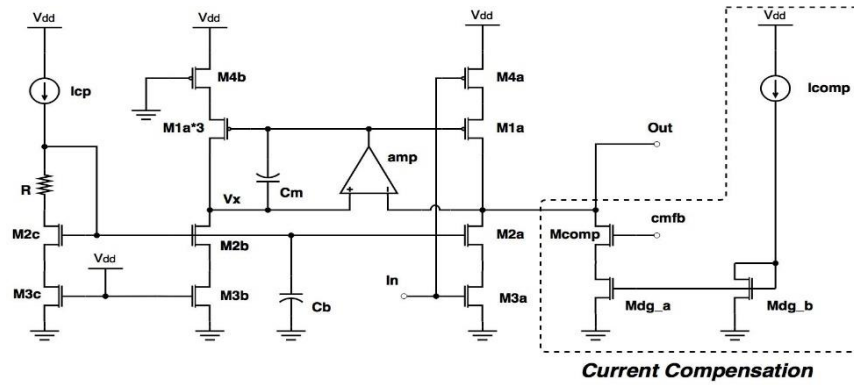 Vdd
Vdd
Vdd
Vdd
Icp
M4b
M4a
Icomp
M1a*3
M1a
amp
Out
R
Cm
+
-
Vx
cmfb
M2c
M2b
M2a
Mcomp
Vdd
In
M3c
M3b
Cb
M3a
Mdg_a
Mdg_b
Current Compensation